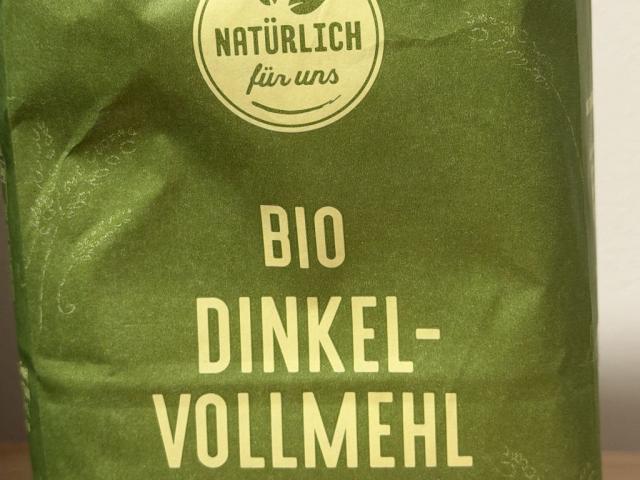 NATÜRLICH
für uns
BIO
DINKEL-
VOLLMEHL